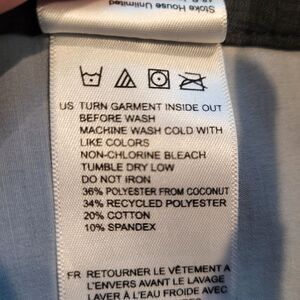 Stoke House Unlimited
US TURN GARMENT INSIDE OUT
BEFORE WASH
MACHINE WASH COLD WITH
LIKE COLORS
NON-CHLORINE BLEACH
TUMBLE DRY LOW
DO NOT IRON
36% POLYESTER FROM COCONUT
34% RECYCLED POLYESTER
20% COTTON
10% SPANDEX
FR RETOURNER LE VÊTEMENT A
L'ENVERS AVANT LE LAVAGE
LAVER À L'EAU FROIDE AVEC